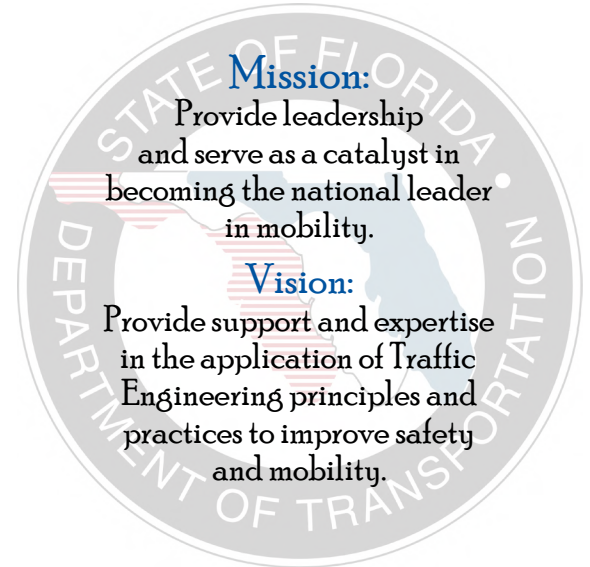 STATE OF FLORIDA
Mission:
Provide leadership
and serve as a catalyst in
becoming the national leader
in mobility.
Vision:
Provide support and expertise
in the application of Traffic
Engineering principles and
practices to improve safety
and mobility.
DEPARTMENT OF TRANSPORTATION